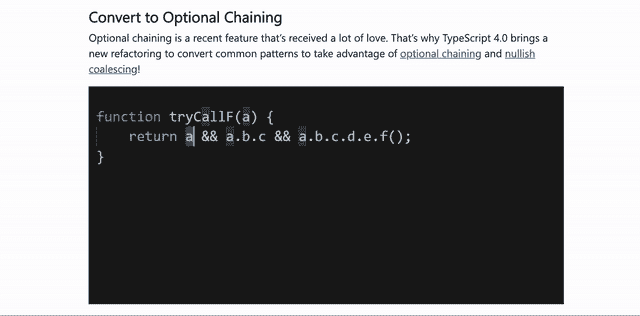 Convert to Optional Chaining
Optional chaining is a recent feature that's received a lot of love. That's why TypeScript 4.0 brings a
new refactoring to convert common patterns to take advantage of optional chaining and nullish
coalescing!
function tryCallF(a) {
    return a && a.b.c && a.b.c.d.e.f();
}